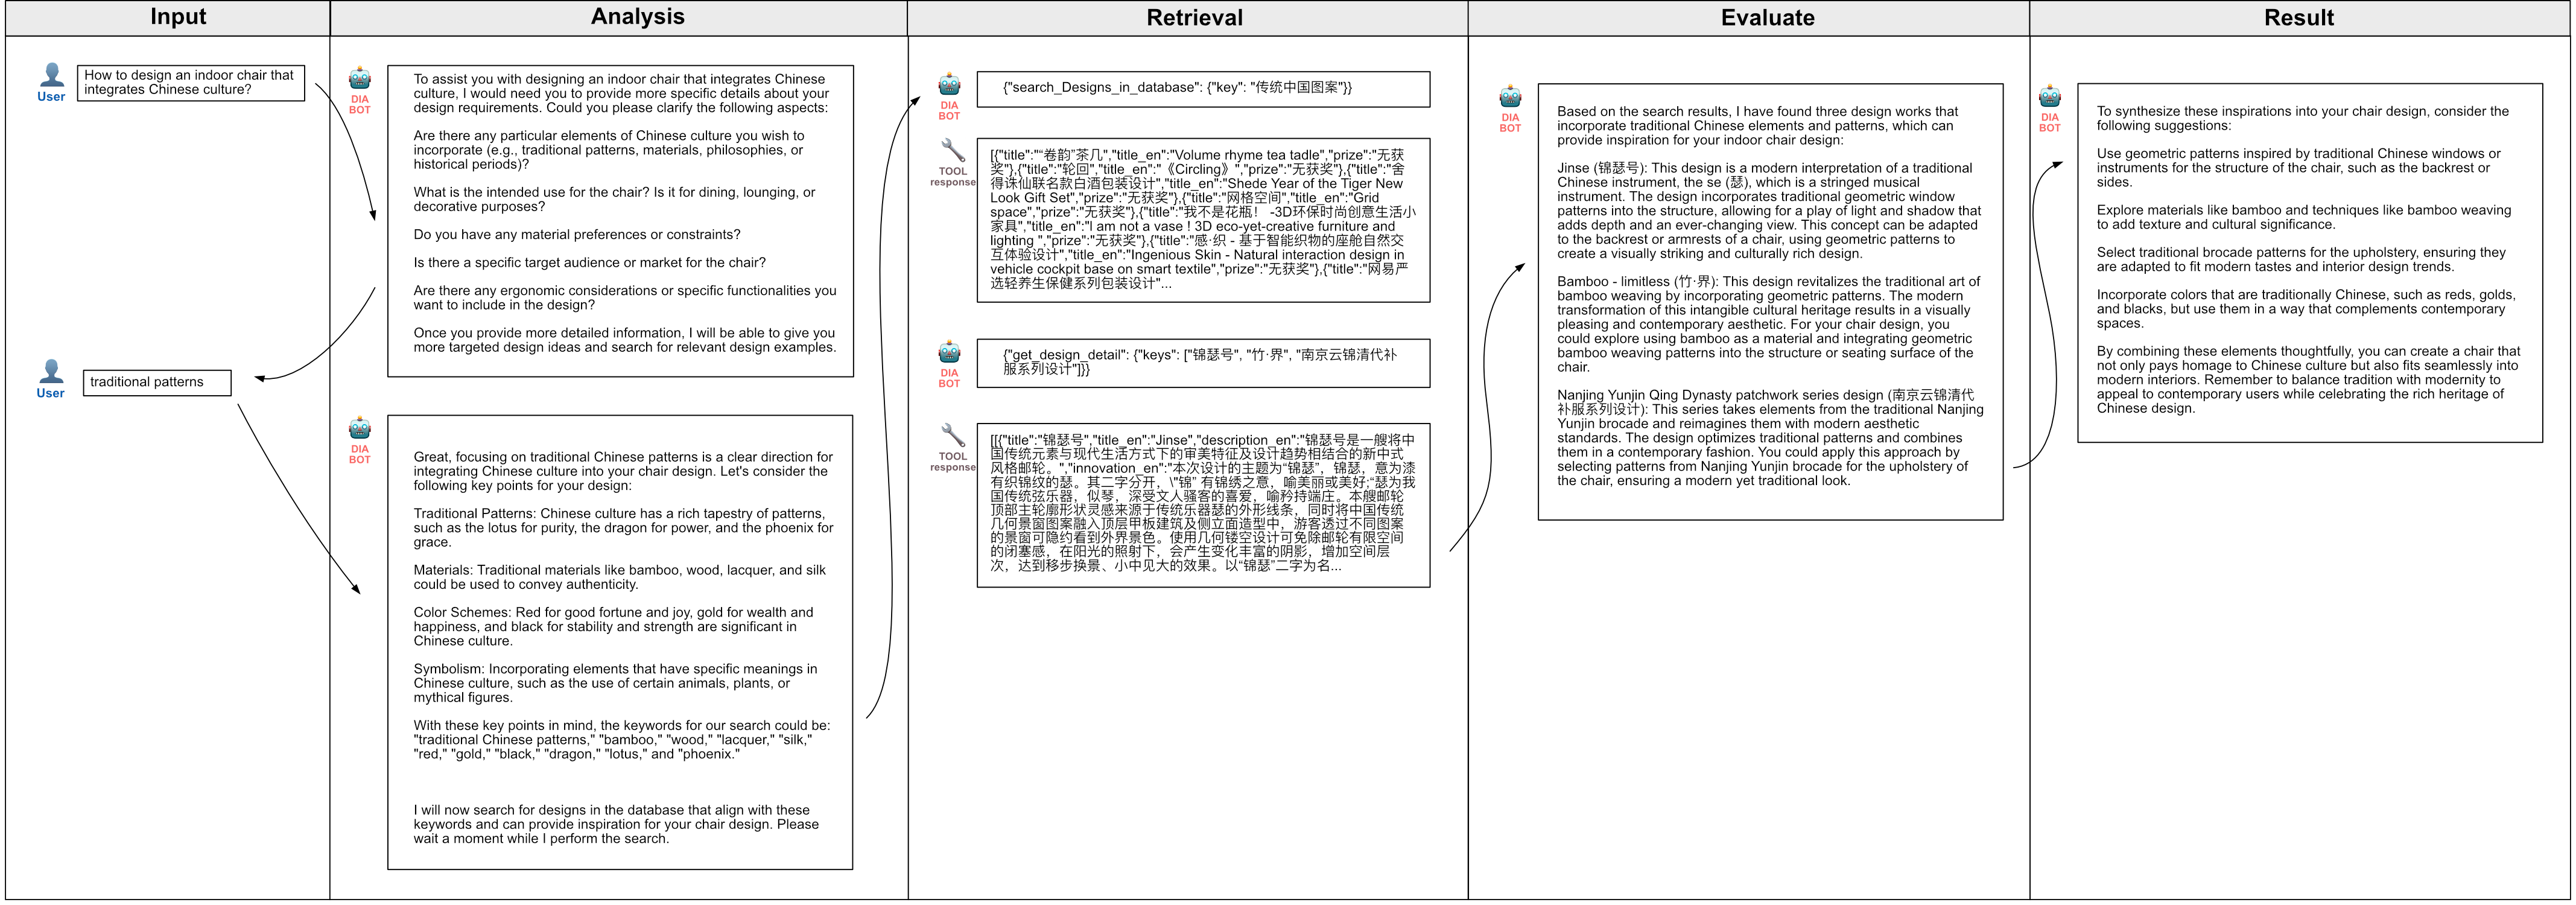 Input
Analysis
Retrieval
Evaluate
Result
User
How to design an indoor chair that
integrates Chinese culture?
DIA
BOT
To assist you with designing an indoor chair that integrates Chinese
culture, I would need you to provide more specific details about your
design requirements. Could you please clarify the following aspects:
Are there any particular elements of Chinese culture you wish to
incorporate (e.g., traditional patterns, materials, philosophies, or
historical periods)?
What is the intended use for the chair? Is it for dining, lounging, or
decorative purposes?
Do you have any material preferences or constraints?
Is there a specific target audience or market for the chair?
Are there any ergonomic considerations or specific functionalities you
want to include in the design?
Once you provide more detailed information, I will be able to give you
more targeted design ideas and search for relevant design examples.
User
traditional patterns
DIA
BOT
Great, focusing on traditional Chinese patterns is a clear direction for
integrating Chinese culture into your chair design. Let's consider the
following key points for your design:
Traditional Patterns: Chinese culture has a rich tapestry of patterns,
such as the lotus for purity, the dragon for power, and the phoenix for
grace.
Materials: Traditional materials like bamboo, wood, lacquer, and silk
could be used to convey authenticity.
Color Schemes: Red for good fortune and joy, gold for wealth and
happiness, and black for stability and strength are significant in
Chinese culture.
Symbolism: Incorporating elements that have specific meanings in
Chinese culture, such as the use of certain animals, plants, or
mythical figures.
With these key points in mind, the keywords for our search could be:
"traditional Chinese patterns," "bamboo," "wood," "lacquer," "silk,"
"red," "gold," "black," "dragon," "lotus," and "phoenix."
I will now search for designs in the database that align with these
keywords and can provide inspiration for your chair design. Please
wait a moment while I perform the search.
DIA
BOT
{"search_Designs_in_database": {"key": "传统中国图案"}}
TOOL
response
[{"title":"“卷韵”茶几","title_en":"Volume rhyme tea tadle","prize":"无获
奖"},{"title":"轮回","title_en":"《Circling》","prize":"无获奖"},{"title":"舍
得诛仙联名款白酒包装设计","title_en":"Shede Year of the Tiger New
Look Gift Set","prize":"无获奖"},{"title":"网格空间","title_en":"Grid
space","prize":"无获奖"},{"title":"我不是花瓶！ -3D环保时尚创意生活小
家具","title_en":"I am not a vase ! 3D eco-yet-creative furniture and
lighting ","prize":"无获奖"},{"title":"感·织 - 基于智能织物的座舱自然交
互体验设计","title_en":"Ingenious Skin - Natural interaction design in
vehicle cockpit base on smart textile","prize":"无获奖"},{"title":"网易严
选轻养生保健系列包装设计"...
DIA
BOT
{"get_design_detail": {"keys": ["锦瑟号", "竹·界", "南京云锦清代补
服系列设计"]}}
TOOL
response
[[{"title":"锦瑟号","title_en":"Jinse","description_en":"锦瑟号是一艘将中
国传统元素与现代生活方式下的审美特征及设计趋势相结合的新中式
风格邮轮。","innovation_en":"本次设计的主题为“锦瑟”，锦瑟，意为漆
有织锦纹的瑟。其二字分开，\"锦” 有锦绣之意，喻美丽或美好;“瑟为我
国传统弦乐器，似琴，深受文人骚客的喜爱，喻矜持端庄。本艘邮轮
顶部主轮廓形状灵感来源于传统乐器瑟的外形线条，同时将中国传统
几何景窗图案融入顶层甲板建筑及侧立面造型中，游客透过不同图案
的景窗可隐约看到外界景色。使用几何镂空设计可免除邮轮有限空间
的闭塞感，在阳光的照射下，会产生变化丰富的阴影，增加空间层
次，达到移步换景、小中见大的效果。以“锦瑟”二字为名...
DIA
BOT
Based on the search results, I have found three design works that
incorporate traditional Chinese elements and patterns, which can
provide inspiration for your indoor chair design:
Jinse (锦瑟号): This design is a modern interpretation of a traditional
Chinese instrument, the se (瑟), which is a stringed musical
instrument. The design incorporates traditional geometric window
patterns into the structure, allowing for a play of light and shadow that
adds depth and an ever-changing view. This concept can be adapted
to the backrest or armrests of a chair, using geometric patterns to
create a visually striking and culturally rich design.
Bamboo - limitless (竹·界): This design revitalizes the traditional art of
bamboo weaving by incorporating geometric patterns. The modern
transformation of this intangible cultural heritage results in a visually
pleasing and contemporary aesthetic. For your chair design, you
could explore using bamboo as a material and integrating geometric
bamboo weaving patterns into the structure or seating surface of the
chair.
Nanjing Yunjin Qing Dynasty patchwork series design (南京云锦清代
补服系列设计): This series takes elements from the traditional Nanjing
Yunjin brocade and reimagines them with modern aesthetic
standards. The design optimizes traditional patterns and combines
them in a contemporary fashion. You could apply this approach by
selecting patterns from Nanjing Yunjin brocade for the upholstery of
the chair, ensuring a modern yet traditional look.
DIA
BOT
To synthesize these inspirations into your chair design, consider the
following suggestions:
Use geometric patterns inspired by traditional Chinese windows or
instruments for the structure of the chair, such as the backrest or
sides.
Explore materials like bamboo and techniques like bamboo weaving
to add texture and cultural significance.
Select traditional brocade patterns for the upholstery, ensuring they
are adapted to fit modern tastes and interior design trends.
Incorporate colors that are traditionally Chinese, such as reds, golds,
and blacks, but use them in a way that complements contemporary
spaces.
By combining these elements thoughtfully, you can create a chair that
not only pays homage to Chinese culture but also fits seamlessly into
modern interiors. Remember to balance tradition with modernity to
appeal to contemporary users while celebrating the rich heritage of
Chinese design.